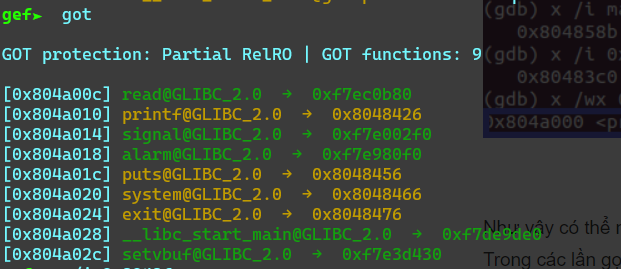 gef► got
GOT protection: Partial RelRO | GOT functions: 9
[0x804a00c] read@GLIBC_2.0 → 0xf7ec0b80
[0x804a010] printf@GLIBC_2.0 → 0x8048426
[0x804a014] signal@GLIBC_2.0 → 0xf7e002f0
[0x804a018] alarm@GLIBC_2.0 → 0xf7e980f0
[0x804a01c] puts@GLIBC_2.0 → 0x8048456
[0x804a020] system@GLIBC_2.0 → 0x8048466
[0x804a024] exit@GLIBC_2.0 → 0x8048476
[0x804a028] __libc_start_main@GLIBC_2.0 → 0xf7de9de0
[0x804a02c] setvbuf@GLIBC_2.0 → 0xf7e3d430
(gdb) x /i
0x804858b
(gdb) x /i
0x80483c0
(gdb) x /wx
0x804a000
Như vậy có thể
Trong các lần